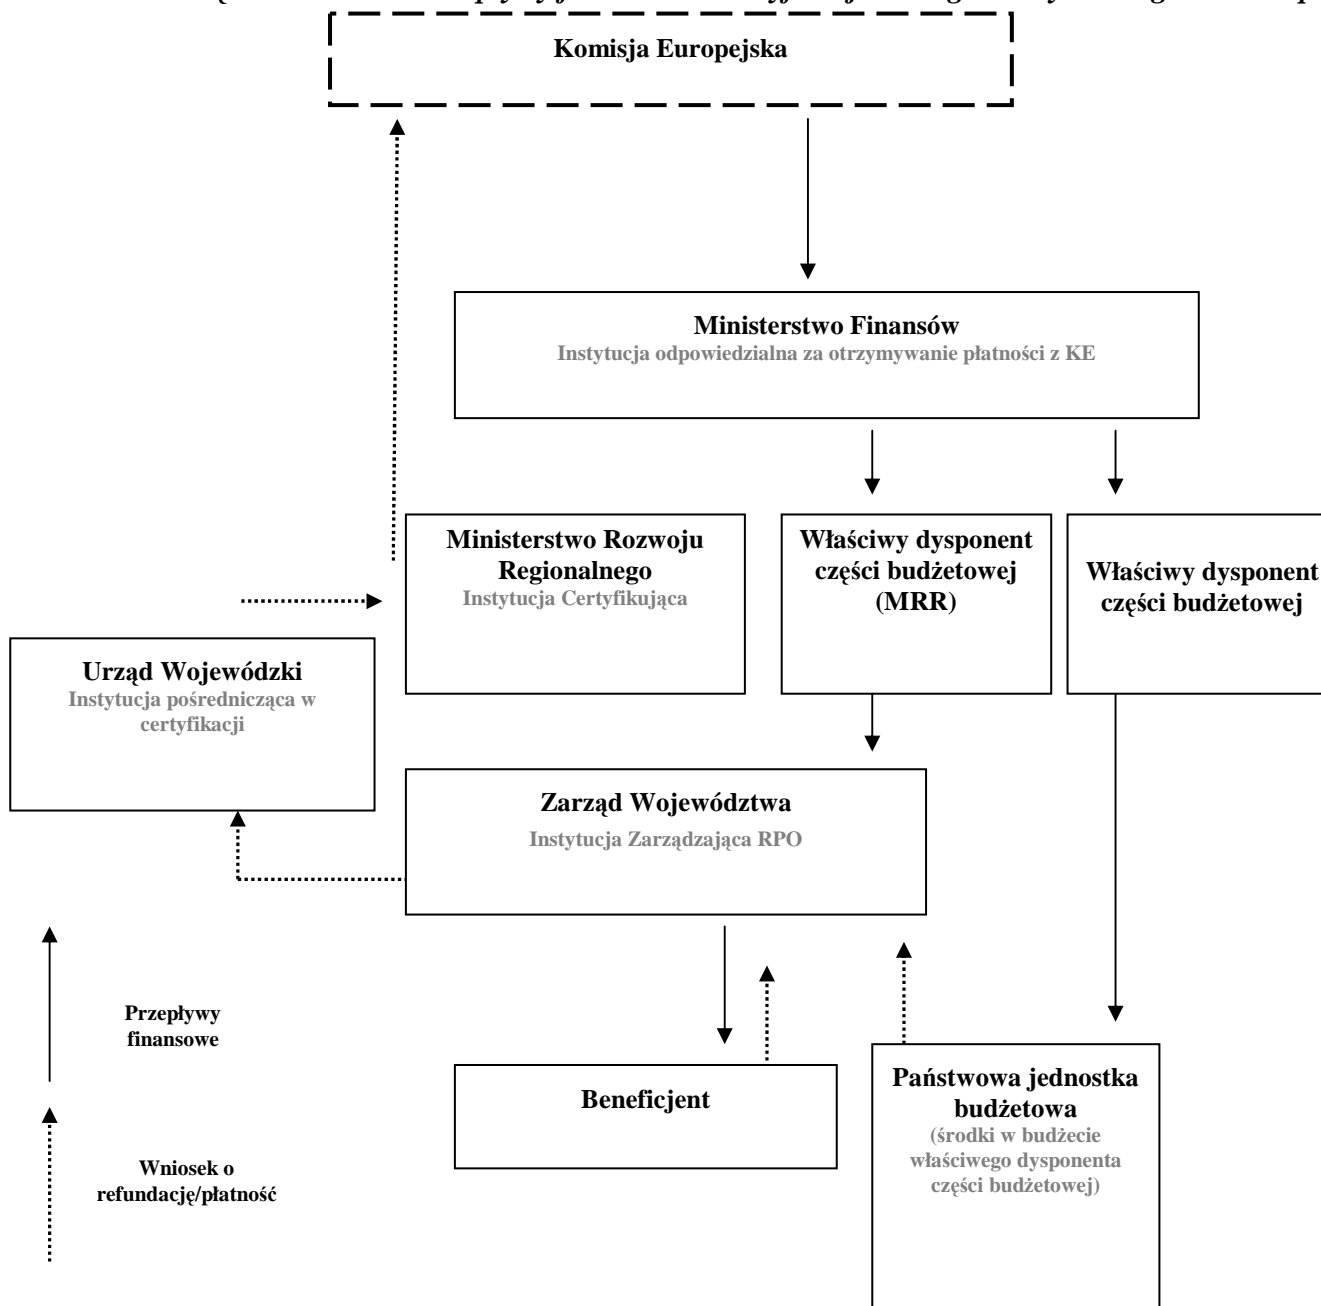 Komisja Europejska
Ministerstwo Finansów
Instytucja odpowiedzialna za otrzymywanie płatności z KE
Ministerstwo Rozwoju
Regionalnego
Instytucja Certyfikująca
Właściwy dysponent
części budżetowej
(MRR)
Właściwy dysponent
części budżetowej
Urząd Wojewódzki
Instytucja pośrednicząca w
certyfikacji
Zarząd Województwa
Instytucja Zarządzająca RPO
Przepływy
finansowe
Beneficjent
Państwowa jednostka
budżetowa
(środki w budżecie
właściwego dysponenta
części budżetowej)
Wniosek o
refundację/płatność